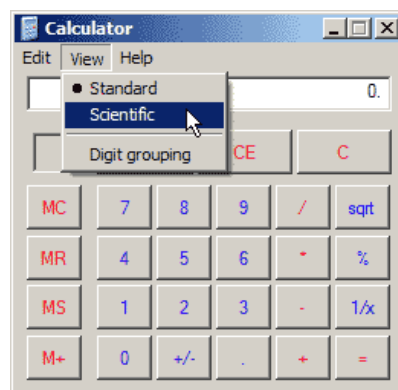 Calculator
Edit View Help
Standard 0.
Scientific
Digit grouping CE C
MC 7 8 9 / sqrt
MR 4 5 6 * %
MS 1 2 3 - 1/x
M+ 0 +/- . + =